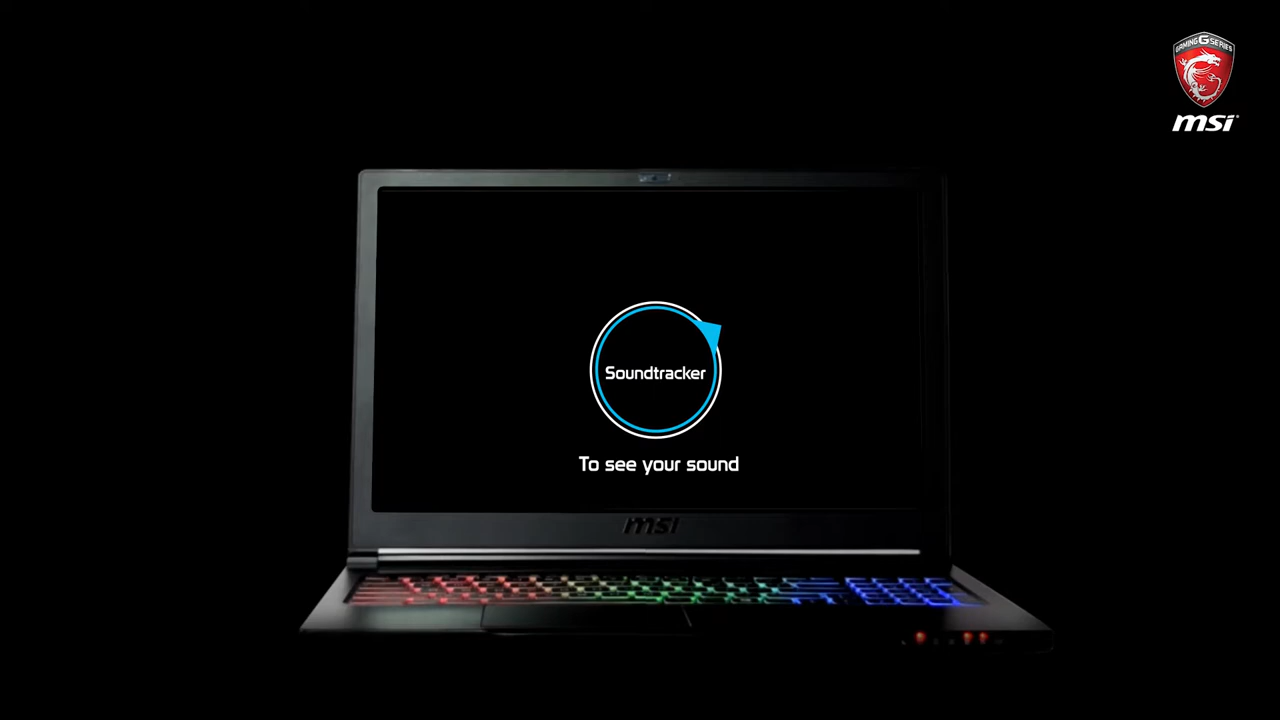 GAMING G SERIES
msi
Soundtracker
To see your sound
msi